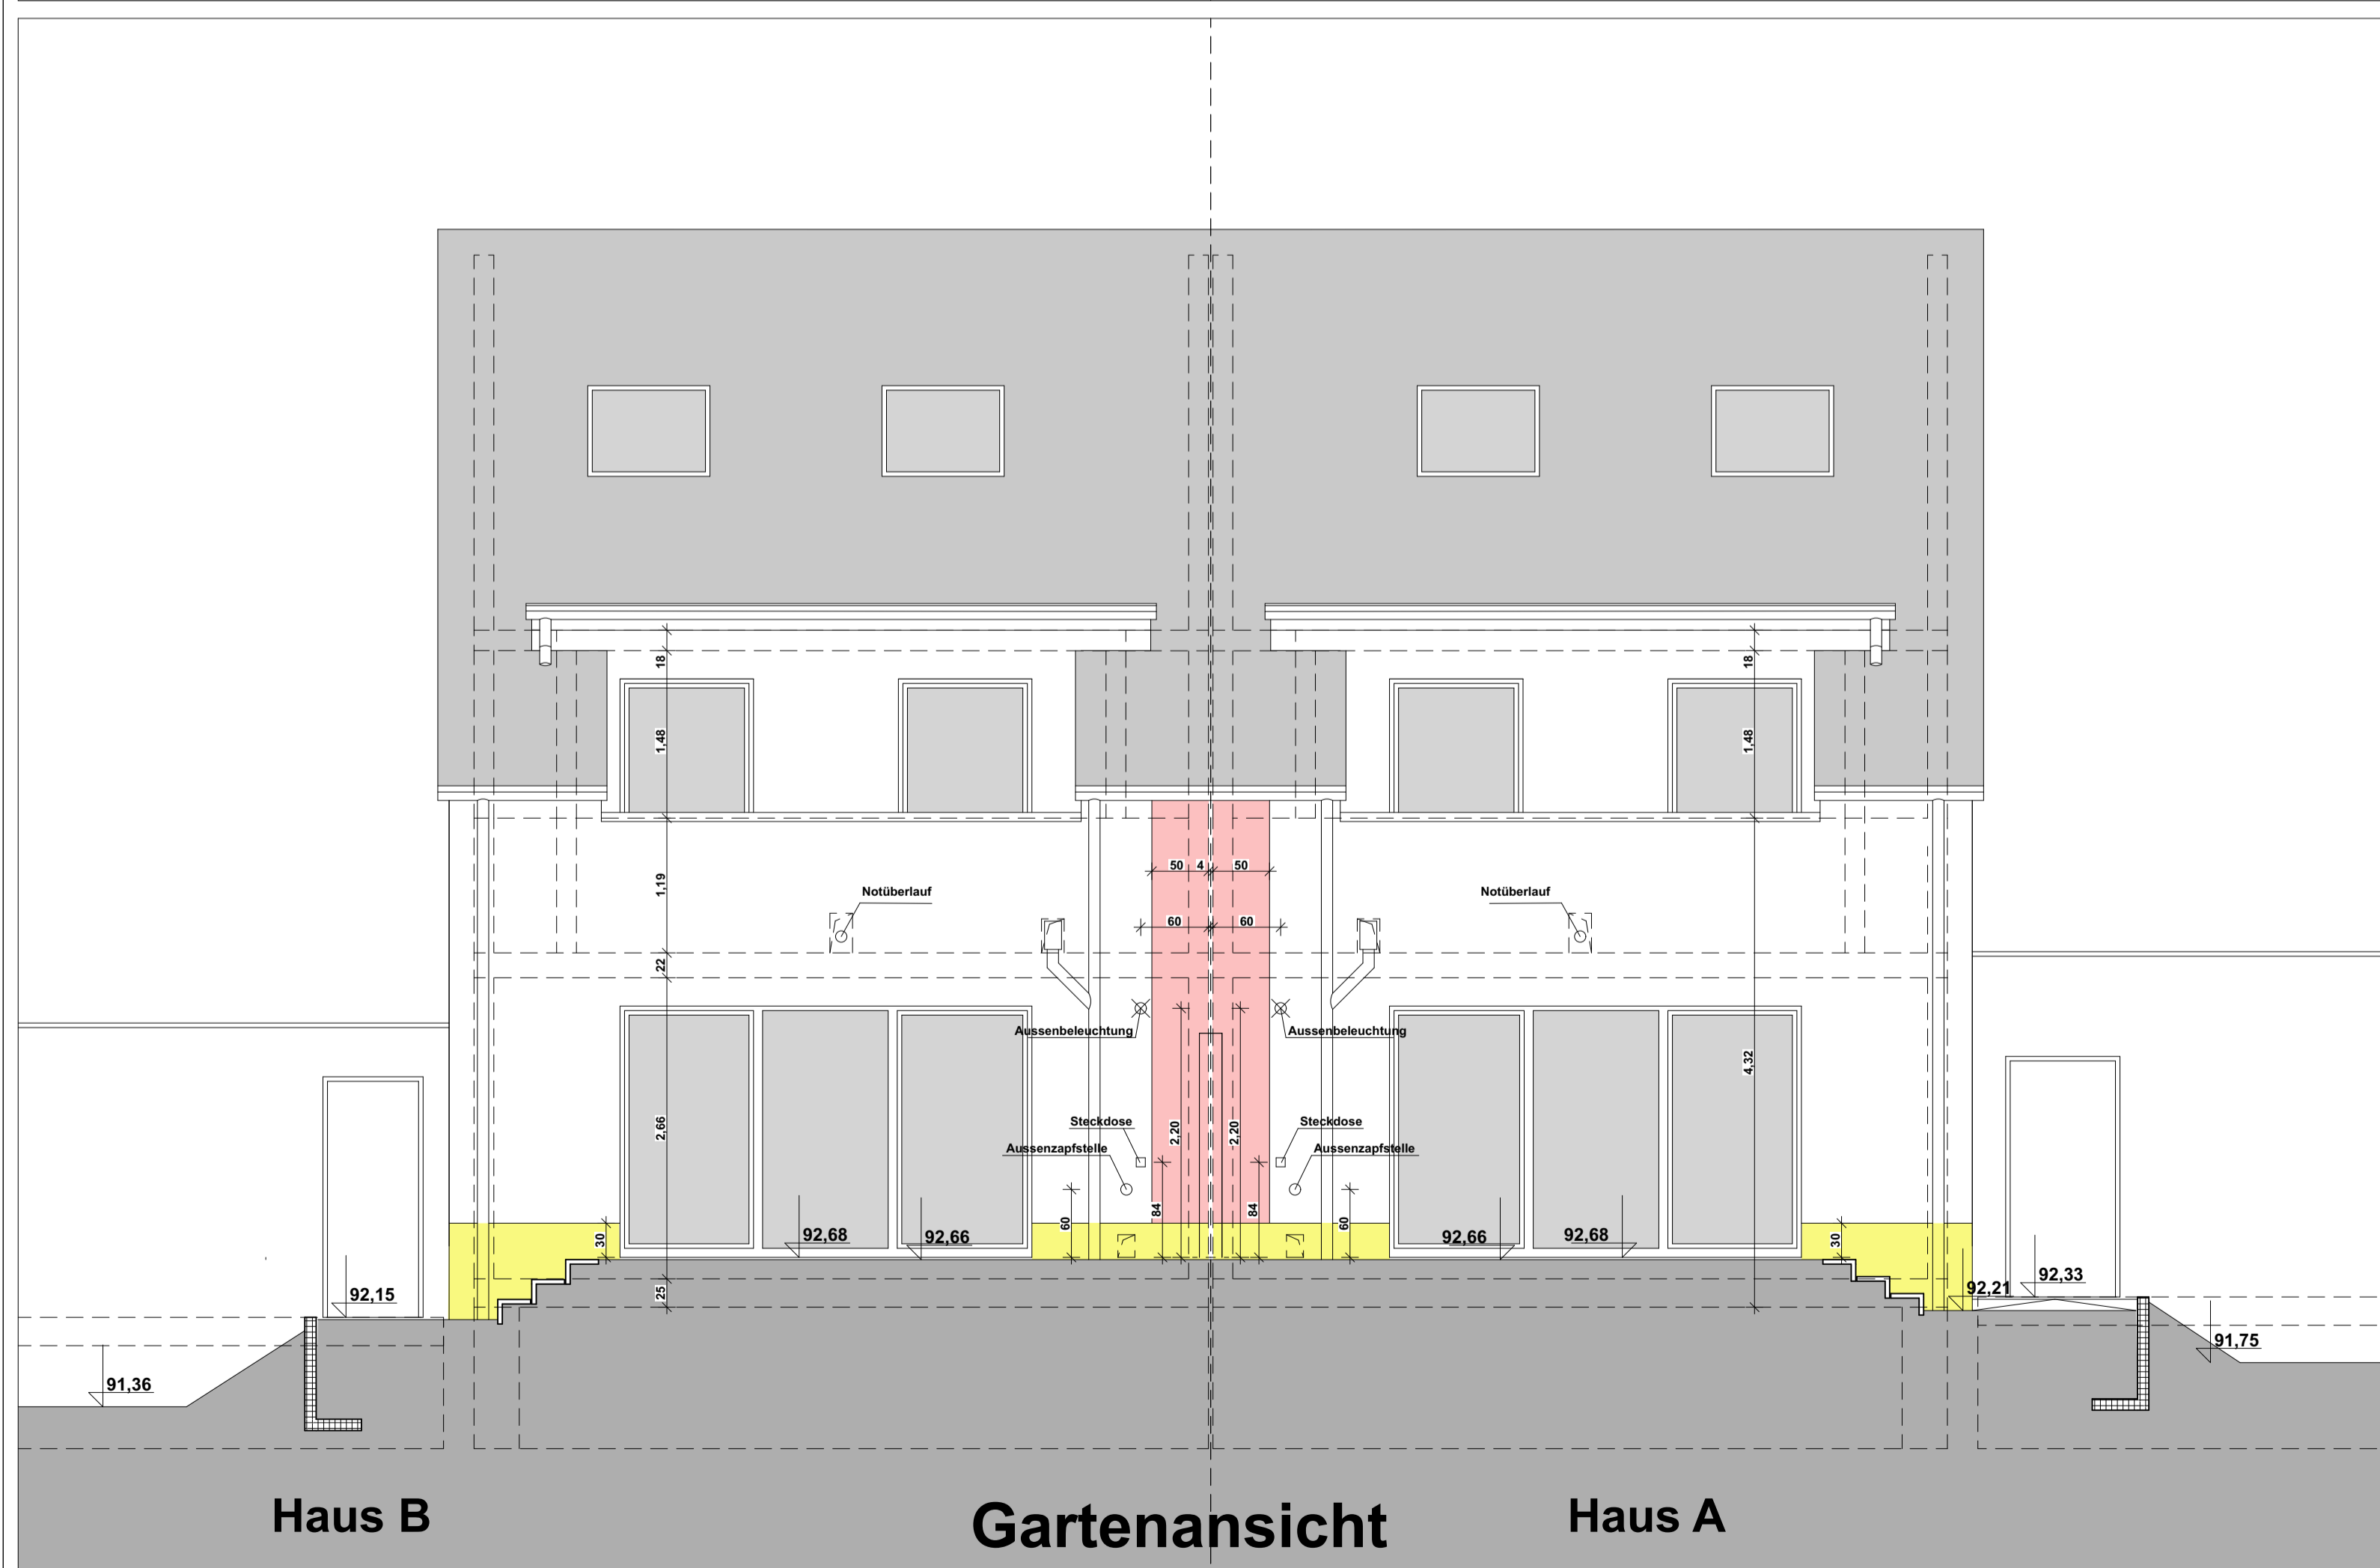 18
18
1,48
1,48
50 4 50
1,19
Notüberlauf
Notüberlauf
60
60
22
Aussenbeleuchtung
Aussenbeleuchtung
4,32
2,66
Steckdose
Steckdose
2,20
2,20
Aussenzapfstelle
Aussenzapfstelle
84
84
60
60
30
92,68
92,66
92,66
92,68
30
92,15
25
92,21
92,33
91,36
91,75
Haus B
Gartenansicht
Haus A